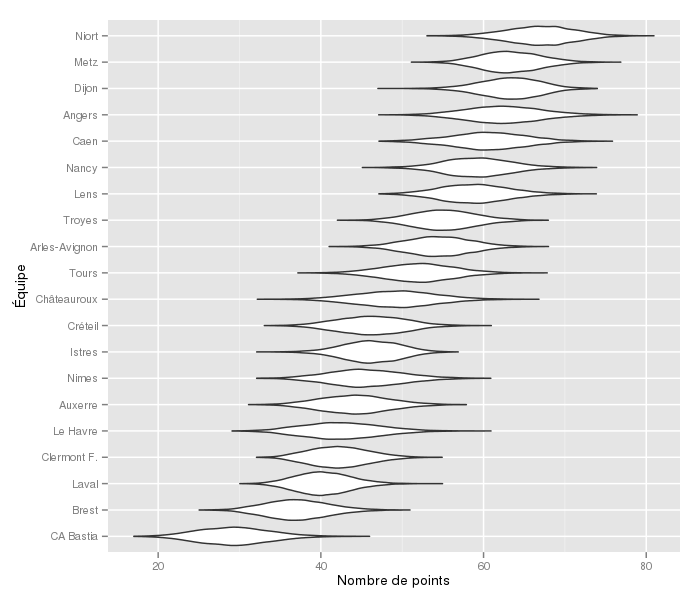 Niort
Metz
Dijon
Angers
Caen
Nancy
Lens
Troyes
Arles-Avignon
Tours
Châteauroux
Créteil
Istres
Nimes
Auxerre
Le Havre
Clermont F.
Laval
Brest
CA Bastia
Équipe
20 40 60 80
Nombre de points